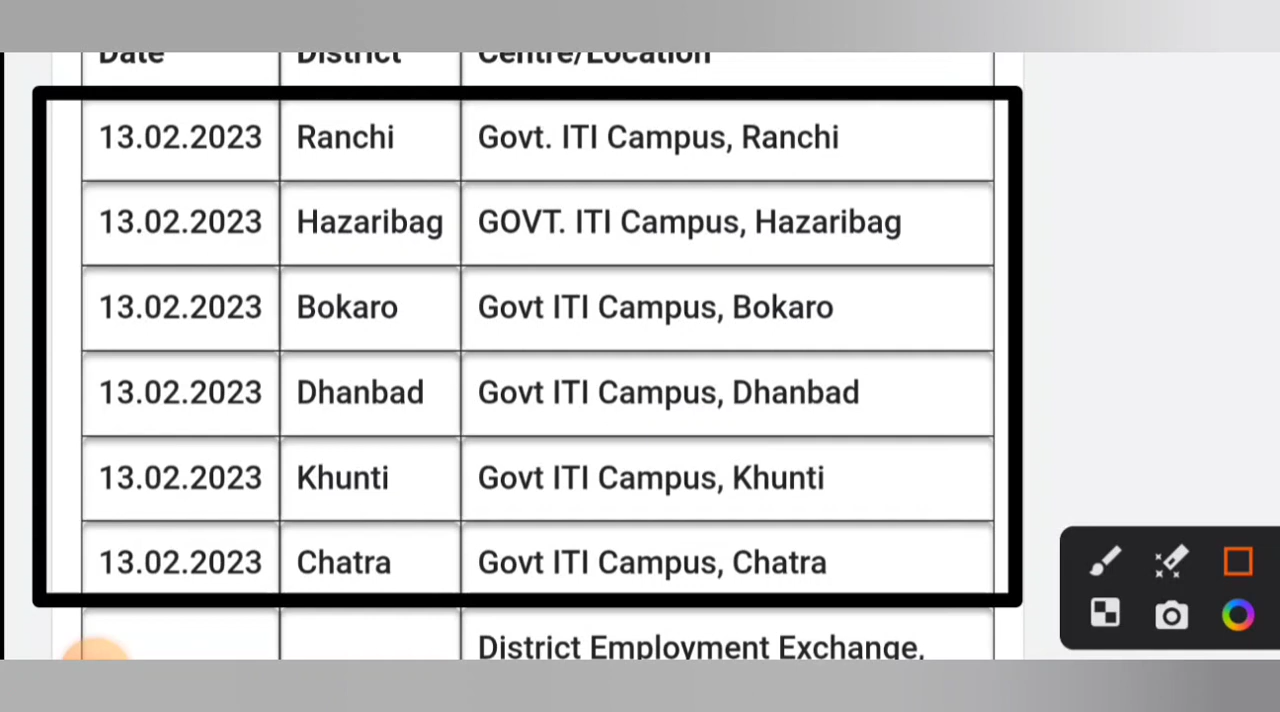 Date District Centre/Location
13.02.2023 Ranchi Govt. ITI Campus, Ranchi
13.02.2023 Hazaribag GOVT. ITI Campus, Hazaribag
13.02.2023 Bokaro Govt ITI Campus, Bokaro
13.02.2023 Dhanbad Govt ITI Campus, Dhanbad
13.02.2023 Khunti Govt ITI Campus, Khunti
13.02.2023 Chatra Govt ITI Campus, Chatra
District Employment Exchange,